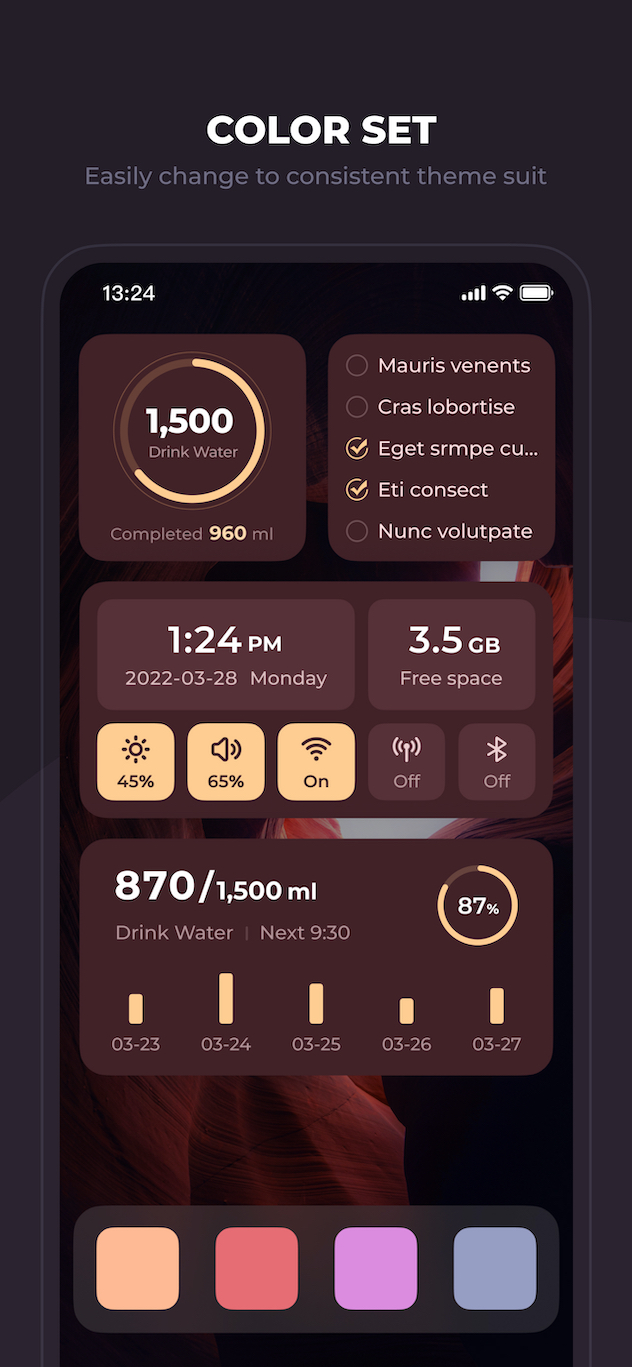 COLOR SET
Easily change to consistent theme suit
13:24
1,500
Drink Water
Completed 960 ml
Mauris venents
Cras lobortise
Eget srmpe cu...
Eti consect
Nunc volutpate
1:24 PM
2022-03-28 Monday
3.5 GB
Free space
45%
65%
On
Off
Off
870/1,500 ml
Drink Water | Next 9:30
87%
03-23
03-24
03-25
03-26
03-27